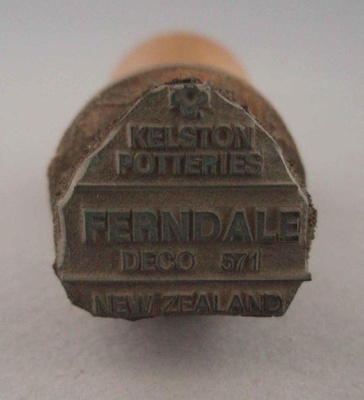 KELSTON
POTTERIES
FERNDALE
DECO 571
NEW ZEALAND